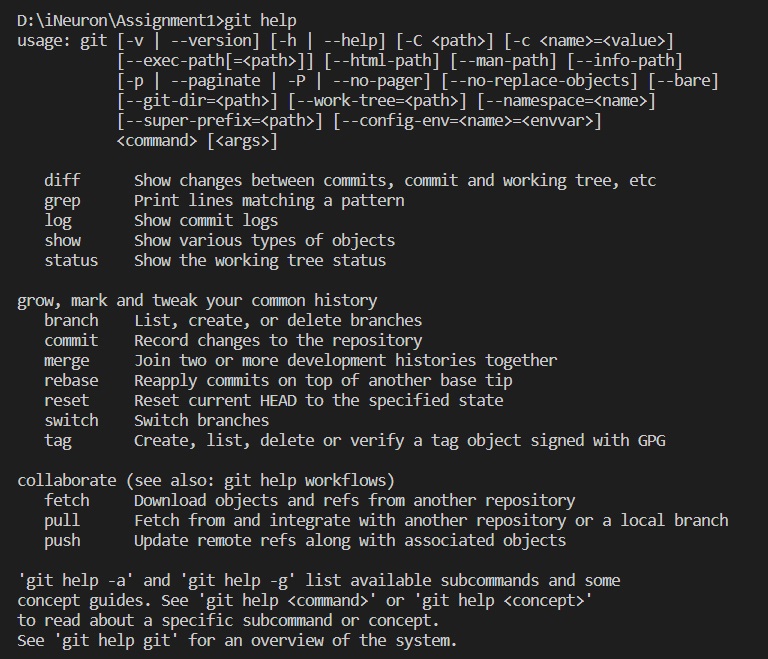 D:\iNeuron\Assignment1>git help
usage: git [-v | --version] [-h | --help] [-C <path>] [-c <name>=<value>]
           [--exec-path[=<path>]] [--html-path] [--man-path] [--info-path]
           [-p | --paginate | -P | --no-pager] [--no-replace-objects] [--bare]
           [--git-dir=<path>] [--work-tree=<path>] [--namespace=<name>]
           [--super-prefix=<path>] [--config-env=<name>=<envvar>]
           <command> [<args>]

   diff      Show changes between commits, commit and working tree, etc
   grep      Print lines matching a pattern
   log       Show commit logs
   show      Show various types of objects
   status    Show the working tree status

grow, mark and tweak your common history
   branch    List, create, or delete branches
   commit    Record changes to the repository
   merge     Join two or more development histories together
   rebase    Reapply commits on top of another base tip
   reset     Reset current HEAD to the specified state
   switch    Switch branches
   tag       Create, list, delete or verify a tag object signed with GPG

collaborate (see also: git help workflows)
   fetch     Download objects and refs from another repository
   pull      Fetch from and integrate with another repository or a local branch
   push      Update remote refs along with associated objects

'git help -a' and 'git help -g' list available subcommands and some
concept guides. See 'git help <command>' or 'git help <concept>'
to read about a specific subcommand or concept.
See 'git help git' for an overview of the system.